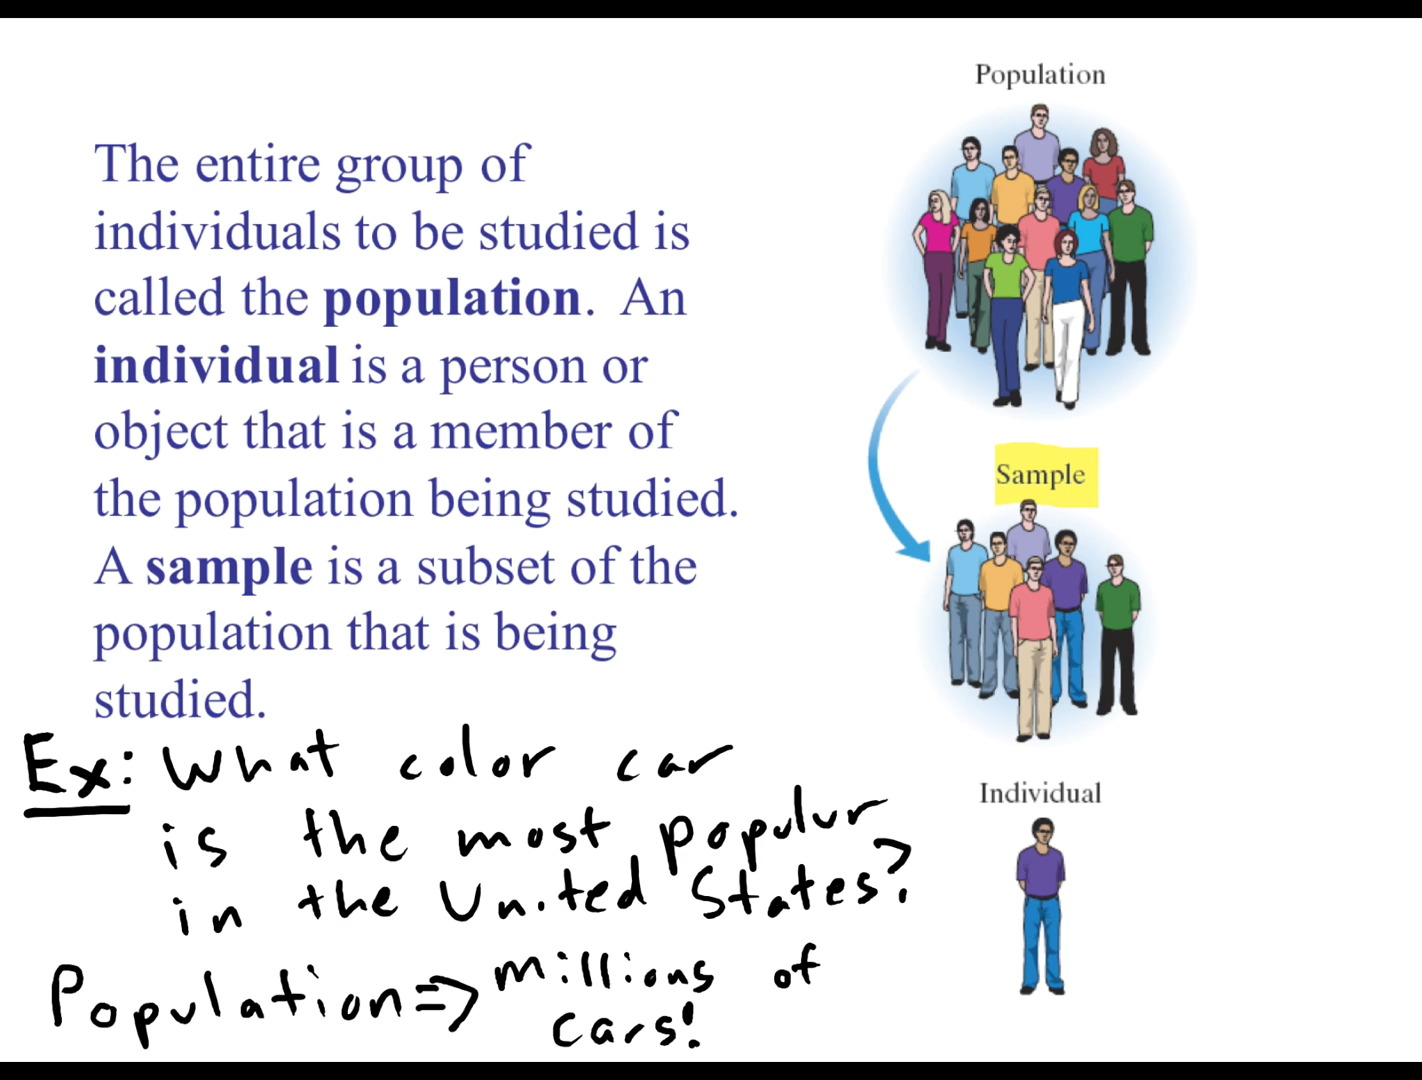 The entire group of
individuals to be studied is
called the population. An
individual is a person or
object that is a member of
the population being studied.
A sample is a subset of the
population that is being
studied.
Ex: What color car
is the most populur
in the United States?
Population => millions of
cars!
Population
Sample
Individual